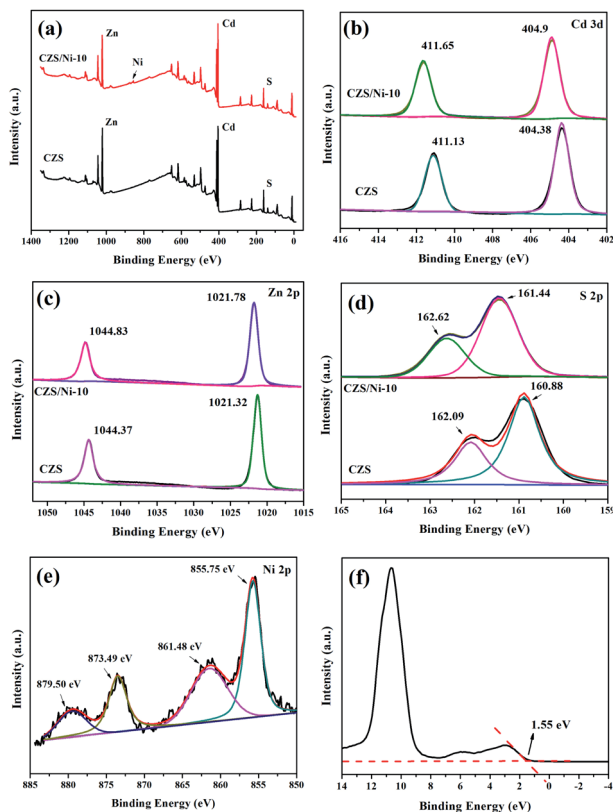 (a)
Zn
Cd
CZS/Ni-10
Ni
S
Zn
Cd
CZS
S
Intensity (a.u.)
1400 1200 1000 800 600 400 200 0
Binding Energy (eV)
(b)
Cd 3d
411.65
404.9
CZS/Ni-10
411.13
404.38
CZS
Intensity (a.u.)
416 414 412 410 408 406 404 402
Binding Energy (eV)
(c)
Zn 2p
1021.78
1044.83
CZS/Ni-10
1021.32
1044.37
CZS
Intensity (a.u.)
1050 1045 1040 1035 1030 1025 1020 1015
Binding Energy (eV)
(d)
S 2p
161.44
162.62
CZS/Ni-10
160.88
162.09
CZS
Intensity (a.u.)
165 164 163 162 161 160 159
Binding Energy (eV)
(e)
Ni 2p
855.75 eV
861.48 eV
873.49 eV
879.50 eV
Intensity (a.u.)
885 880 875 870 865 860 855 850
Binding Energy (eV)
(f)
1.55 eV
Intensity (a.u.)
14 12 10 8 6 4 2 0 -2 -4
Binding Energy (eV)